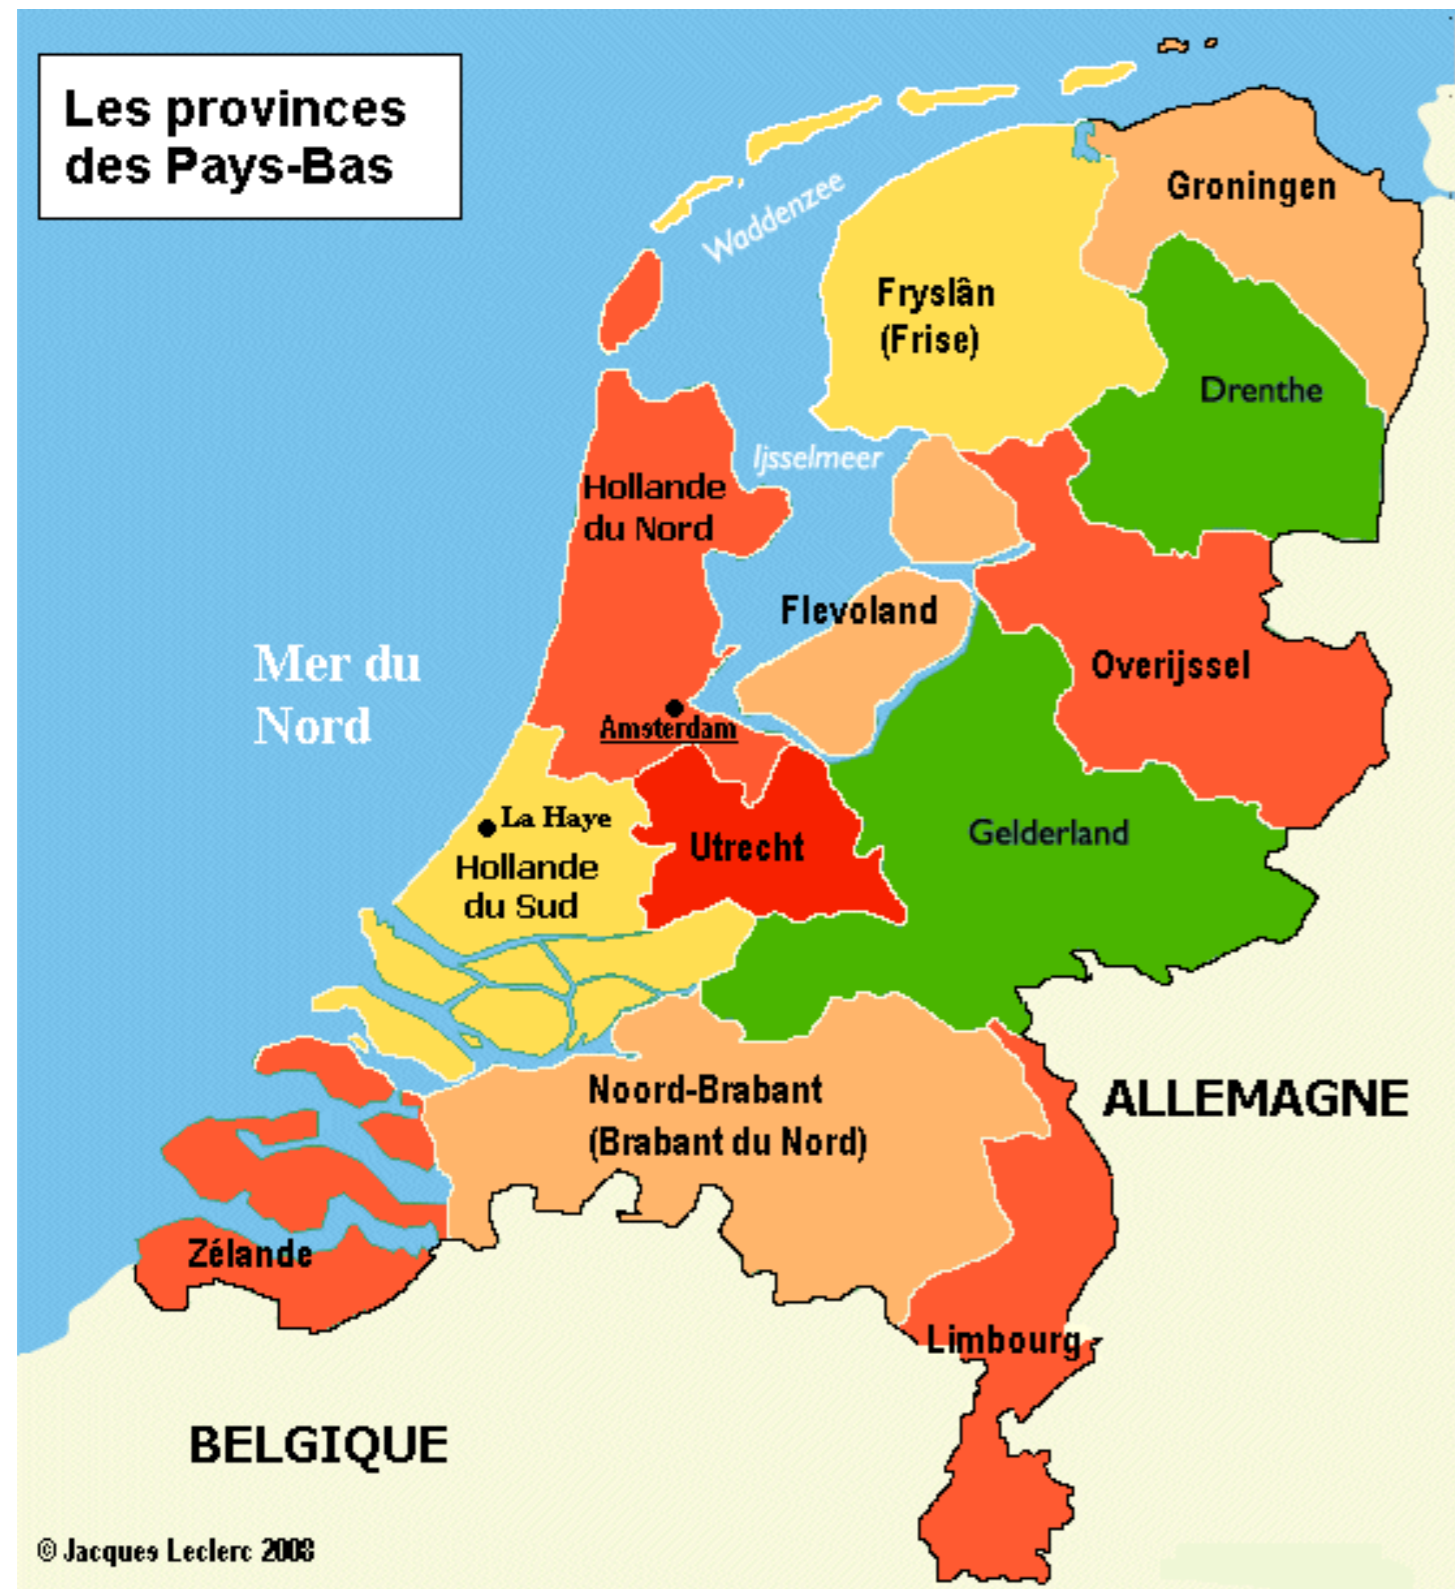 Les provinces
des Pays-Bas
Waddenzee
Groningen
Fryslân
(Frise)
Drenthe
Ijsselmeer
Hollande
du Nord
Flevoland
Overijssel
Mer du
Nord
Amsterdam
La Haye
Utrecht
Gelderland
Hollande
du Sud
Noord-Brabant
(Brabant du Nord)
ALLEMAGNE
Zélande
Limbourg
BELGIQUE
© Jacques Leclerc 2008